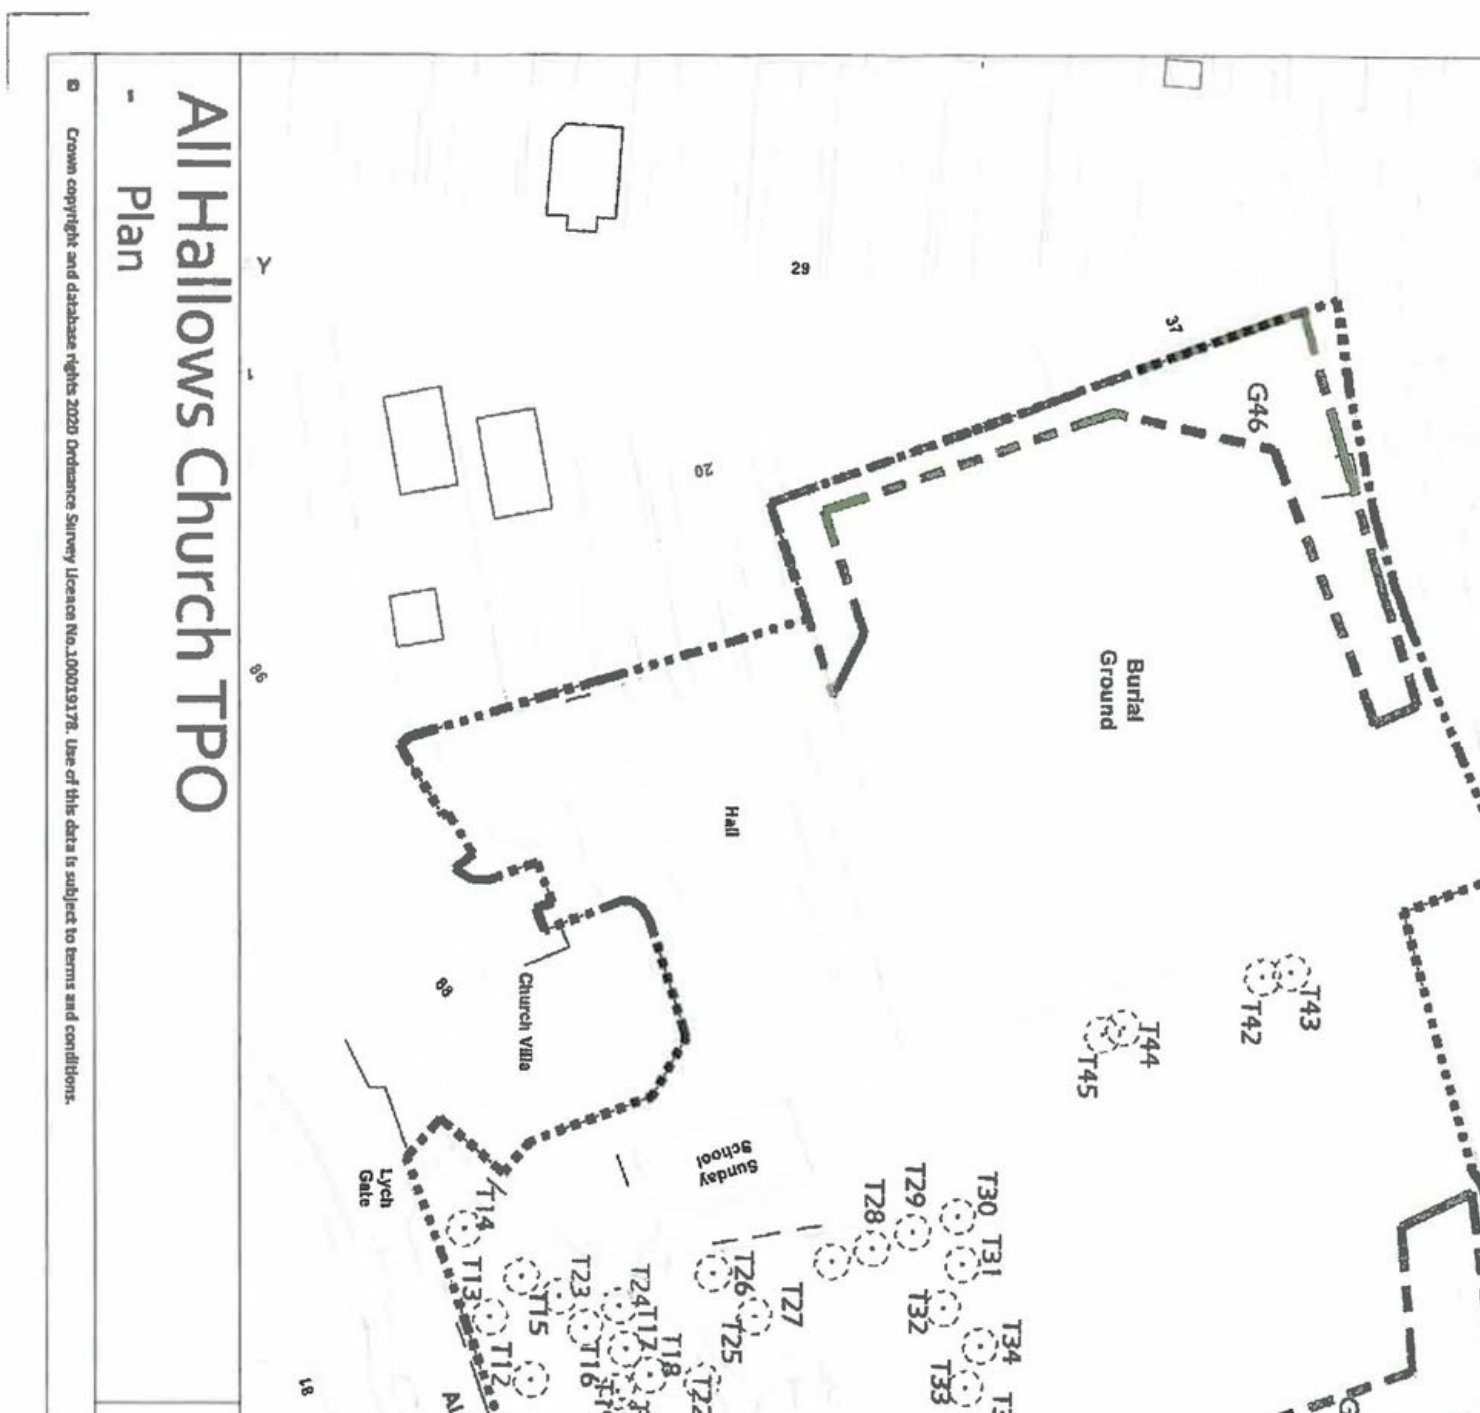 All Hallows Church TPO
- Plan
© Crown copyright and database rights 2020 Ordnance Survey Licence No.100019178. Use of this data is subject to terms and conditions.
29
37
G46
20
1
86
Burial
Ground
Hall
88
Church Villa
Lych
Gate
Sunday
School
T43
T42
T44
T45
T30
T29
T28
T31
T14
T13
T15
T23
T24
T26
T27
T32
T34
T25
T17
T18
T16
T12
T22
T33
18